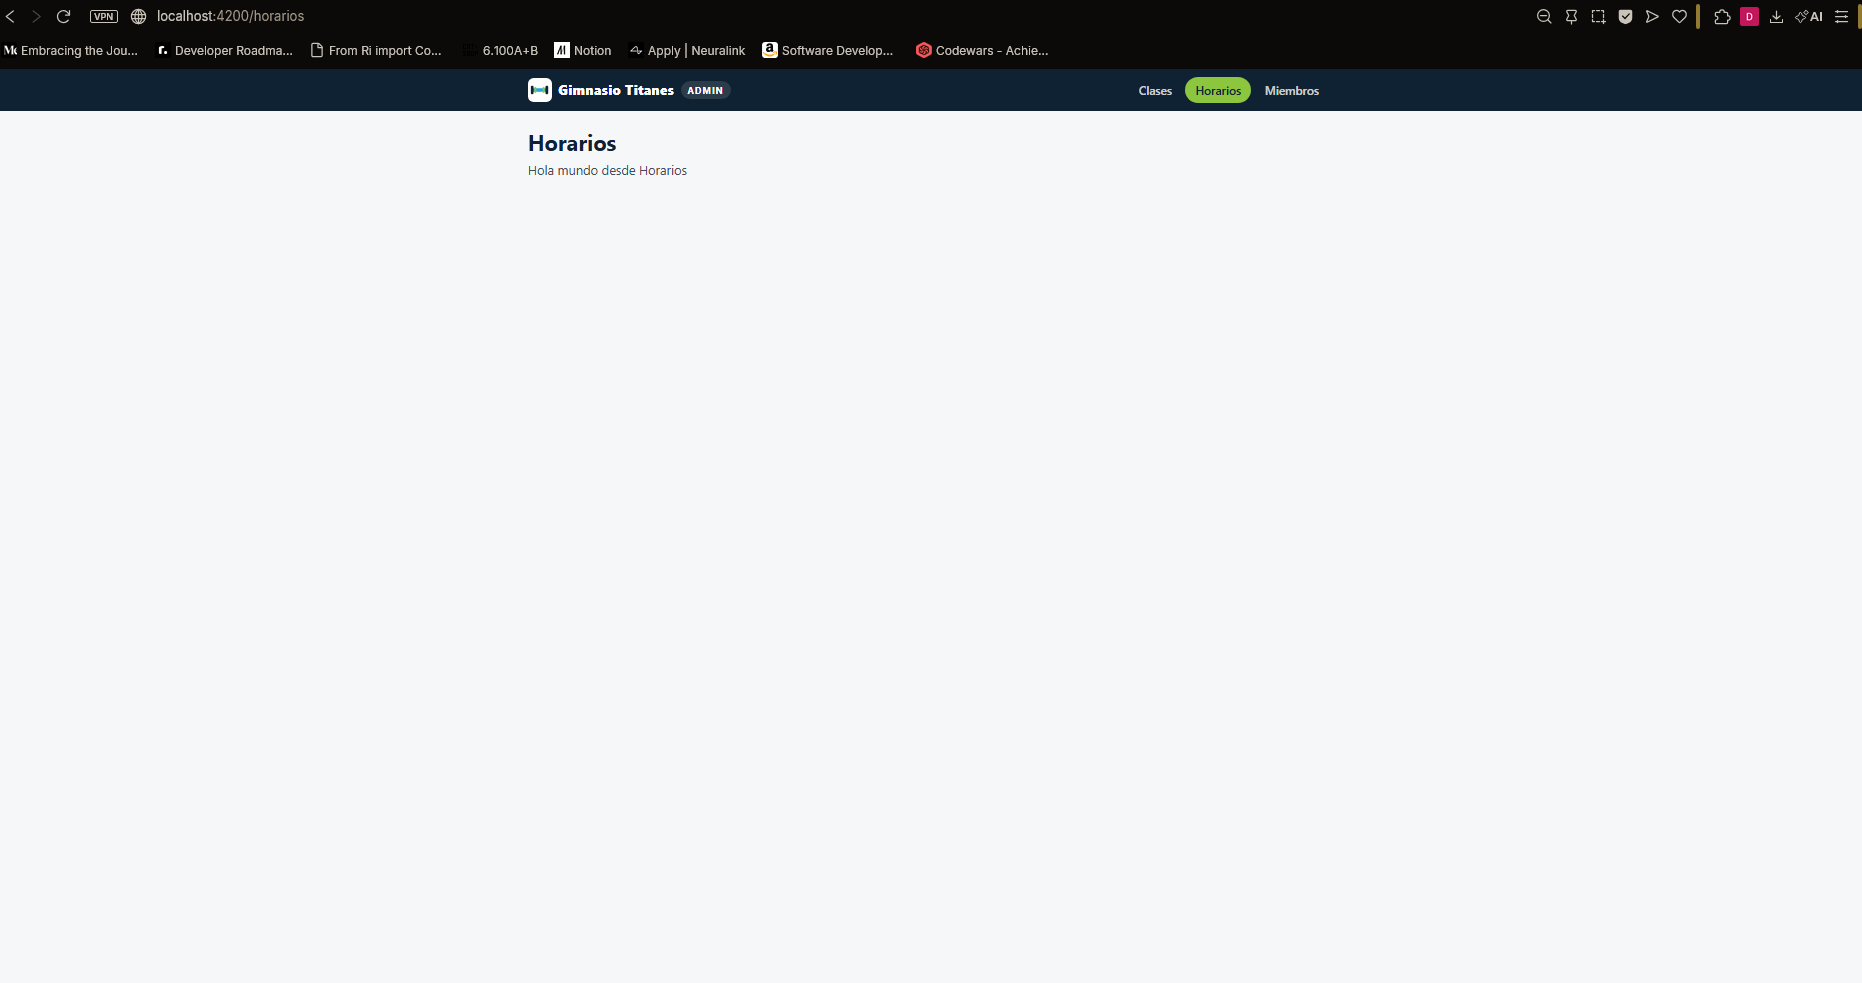 VPN localhost:4200/horarios D AI
Embracing the Jou... Developer Roadma... From Ri import Co... 6.100A+B Notion Apply | Neuralink Software Develop... Codewars - Achie...
Gimnasio Titanes ADMIN Clases Horarios Miembros
Horarios
Hola mundo desde Horarios